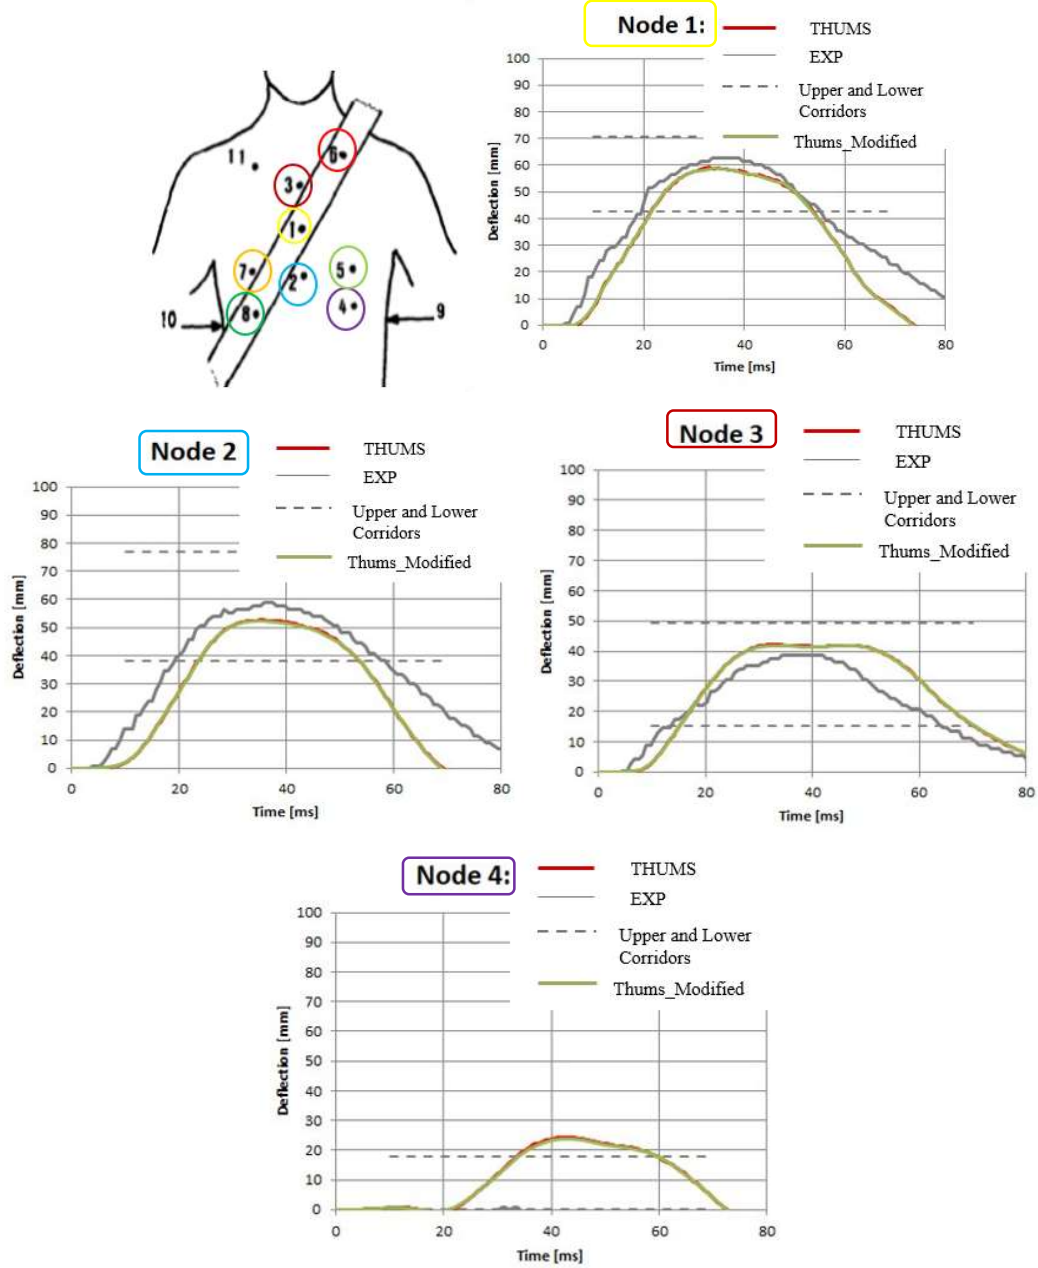 Node 1:
THUMS
EXP
Upper and Lower
Corridors
Thums_Modified
100
90
80
70
60
50
40
30
20
10
0
Deflection [mm]
0 20 40 60 80
Time [ms]
11
6
3
1
7
2
5
8
4
10
9
Node 2
THUMS
EXP
Upper and Lower
Corridors
Thums_Modified
100
90
80
70
60
50
40
30
20
10
0
Deflection [mm]
0 20 40 60 80
Time [ms]
Node 3
THUMS
EXP
Upper and Lower
Corridors
Thums_Modified
100
90
80
70
60
50
40
30
20
10
0
Deflection [mm]
0 20 40 60 80
Time [ms]
Node 4:
THUMS
EXP
Upper and Lower
Corridors
Thums_Modified
100
90
80
70
60
50
40
30
20
10
0
Deflection [mm]
0 20 40 60 80
Time [ms]